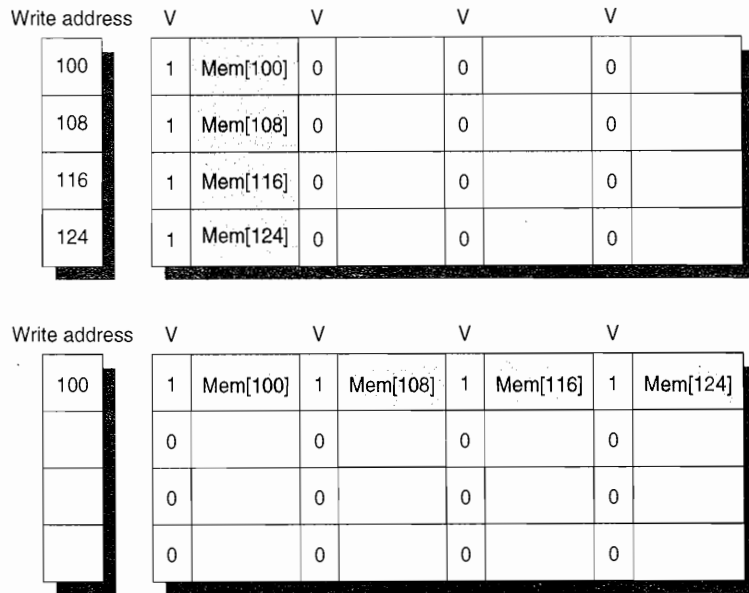 Write address V V V V
100 1 Mem[100] 0 0 0
108 1 Mem[108] 0 0 0
116 1 Mem[116] 0 0 0
124 1 Mem[124] 0 0 0
Write address V V V V
100 1 Mem[100] 1 Mem[108] 1 Mem[116] 1 Mem[124]
0 0 0 0
0 0 0 0
0 0 0 0